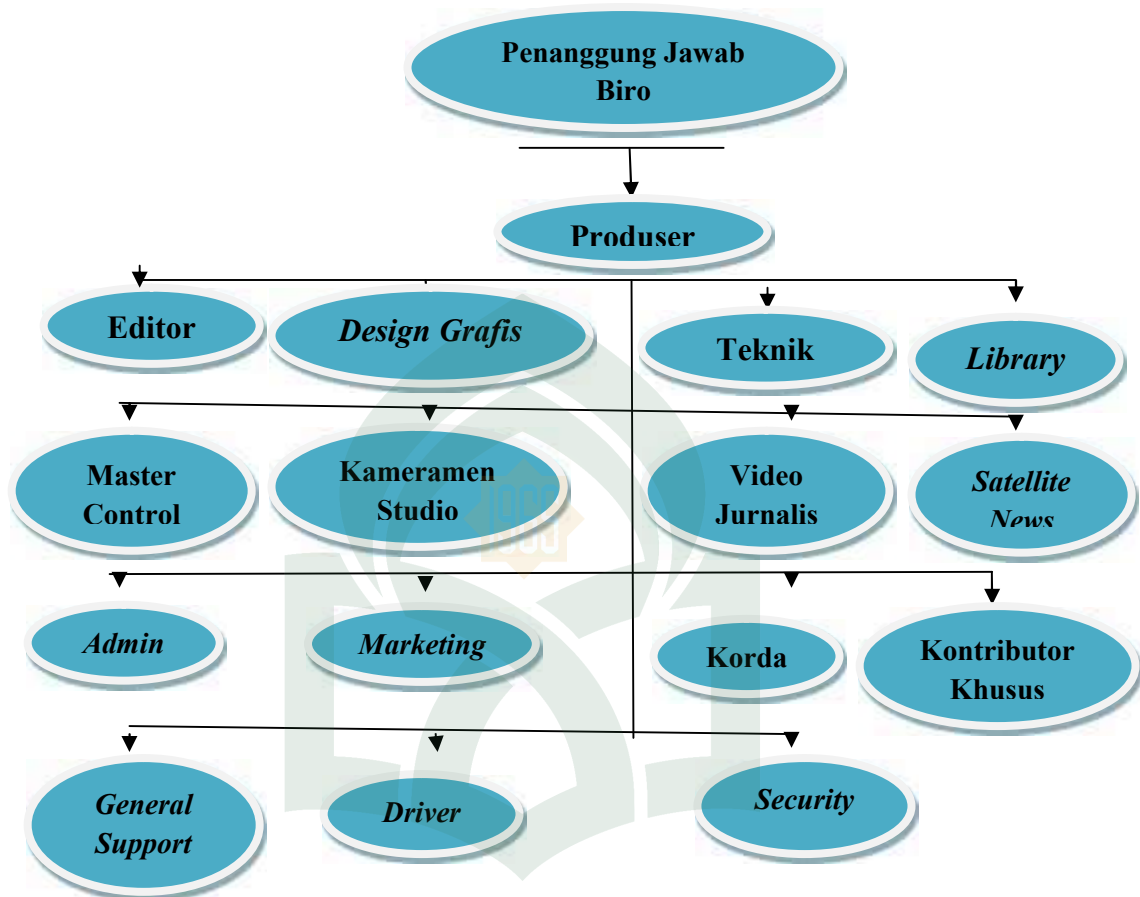 Penanggung Jawab
Biro
Produser
Editor
Design Grafis
Teknik
Library
Master
Control
Kameramen
Studio
Video
Jurnalis
Satellite
News
Admin
Marketing
Korda
Kontributor
Khusus
General
Support
Driver
Security